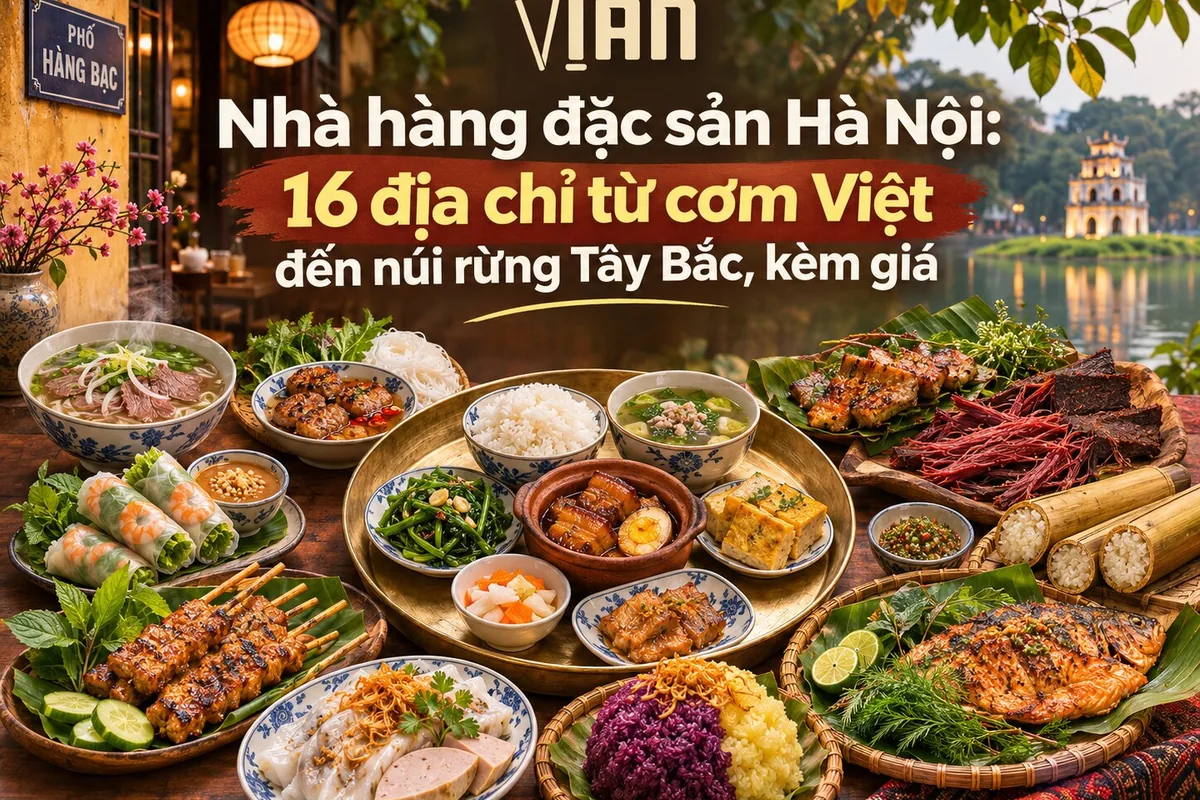 PHỐ
HÀNG BẠC
VỊAN
Nhà hàng đặc sản Hà Nội:
16 địa chỉ từ cơm Việt
đến núi rừng Tây Bắc, kèm giá